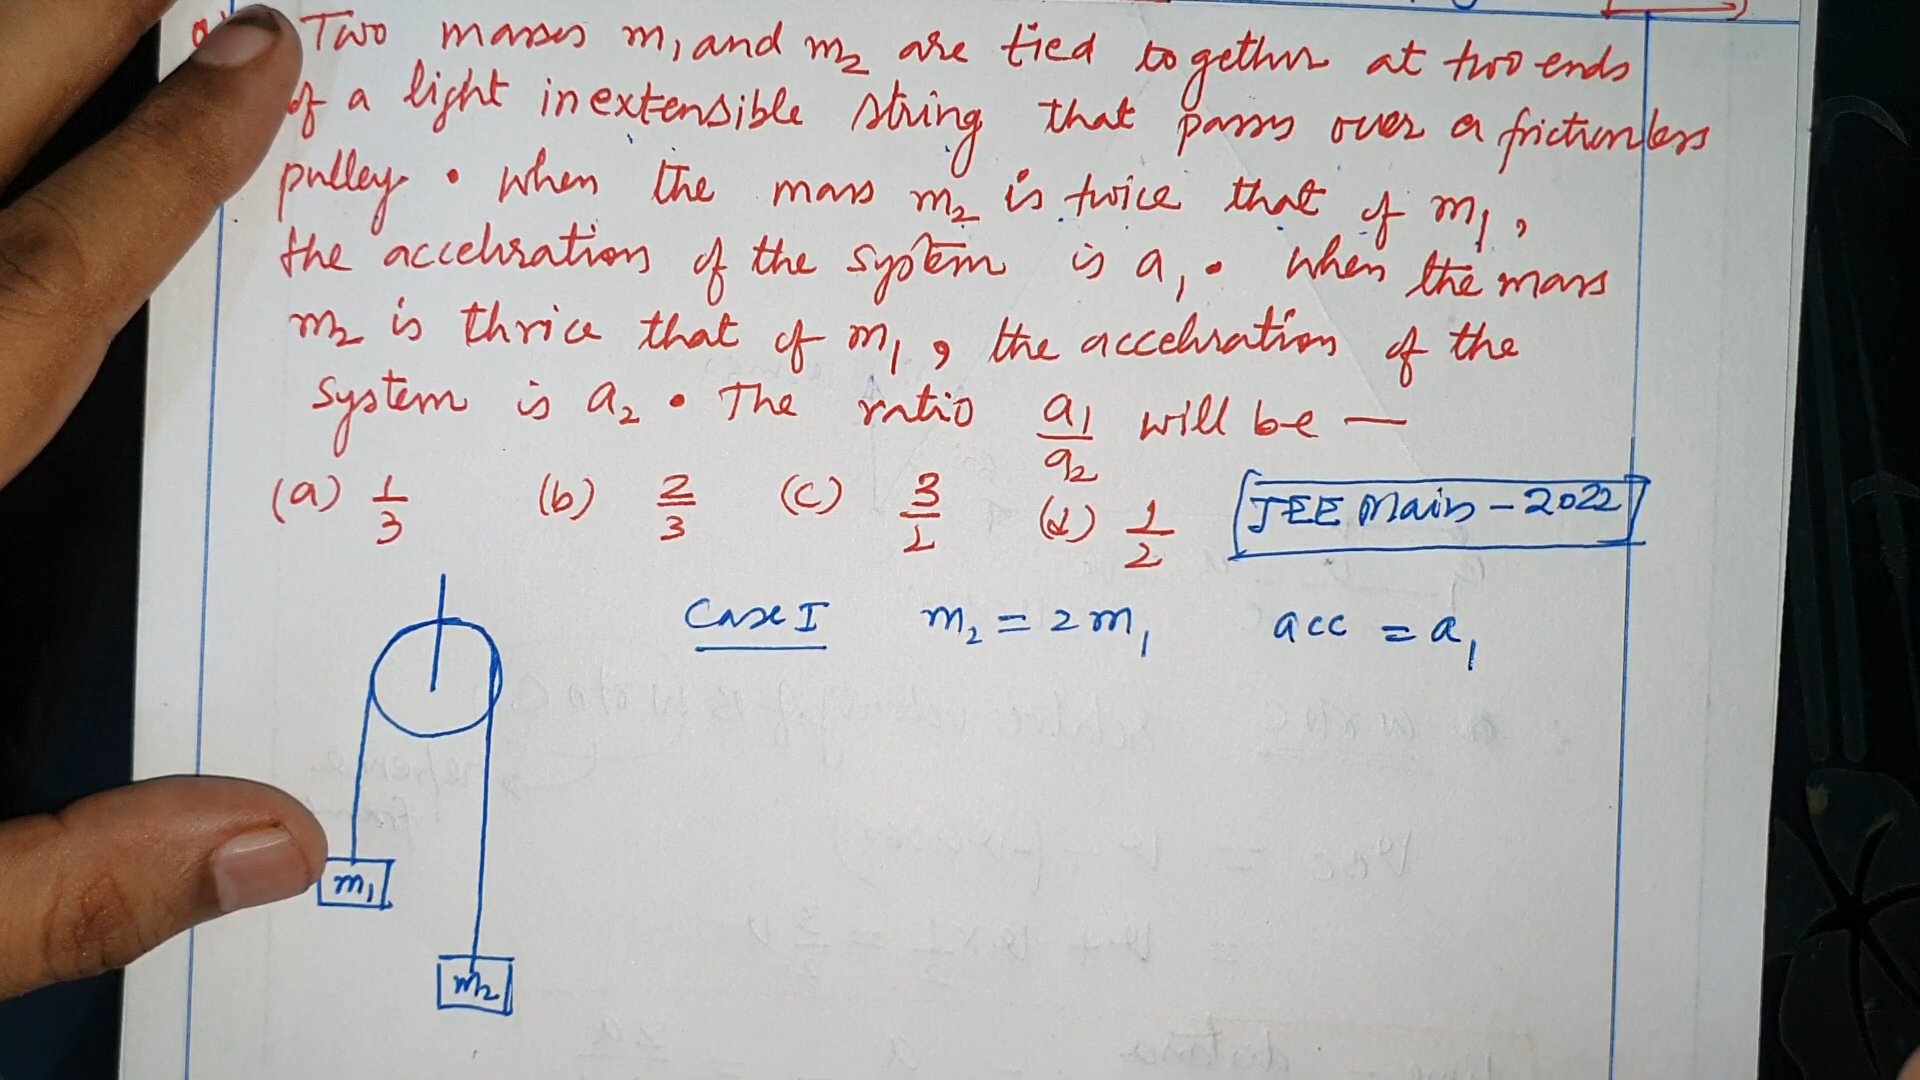 Two masses m₁ and m₂ are tied together at two ends
of a light inextensible string that passes over a frictionless
pulley. when the mass m₂ is twice that of m₁,
the acceleration of the system is a₁. when the mass
m₂ is thrice that of m₁, the acceleration of the
system is a₂. The ratio a₁/a₂ will be —
(a) 1/3 (b) 2/3 (c) 3/2 (d) 1/2 [JEE Main - 2022]
Case I m₂ = 2m₁ acc = a₁
m₁
m₂